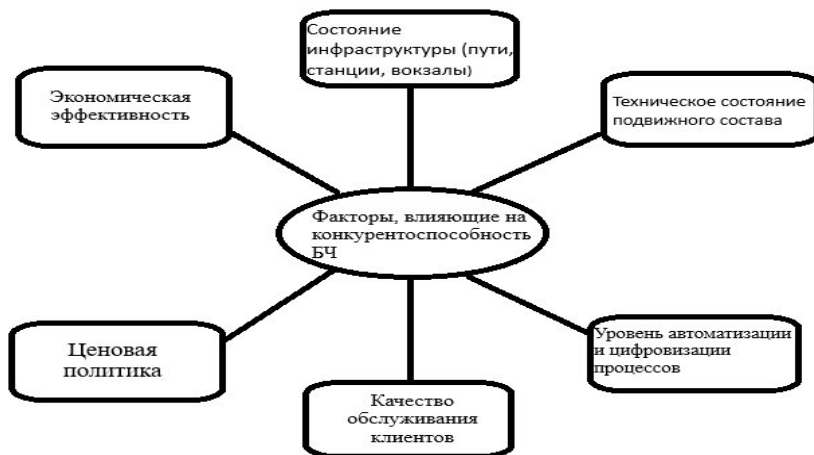 Состояние
инфраструктуры (пути,
станции, вокзалы)
Экономическая
эффективность
Техническое состояние
подвижного состава
Факторы, влияющие на
конкурентоспособность
БЧ
Ценовая
политика
Уровень автоматизации
и цифровизации
процессов
Качество
обслуживания
клиентов